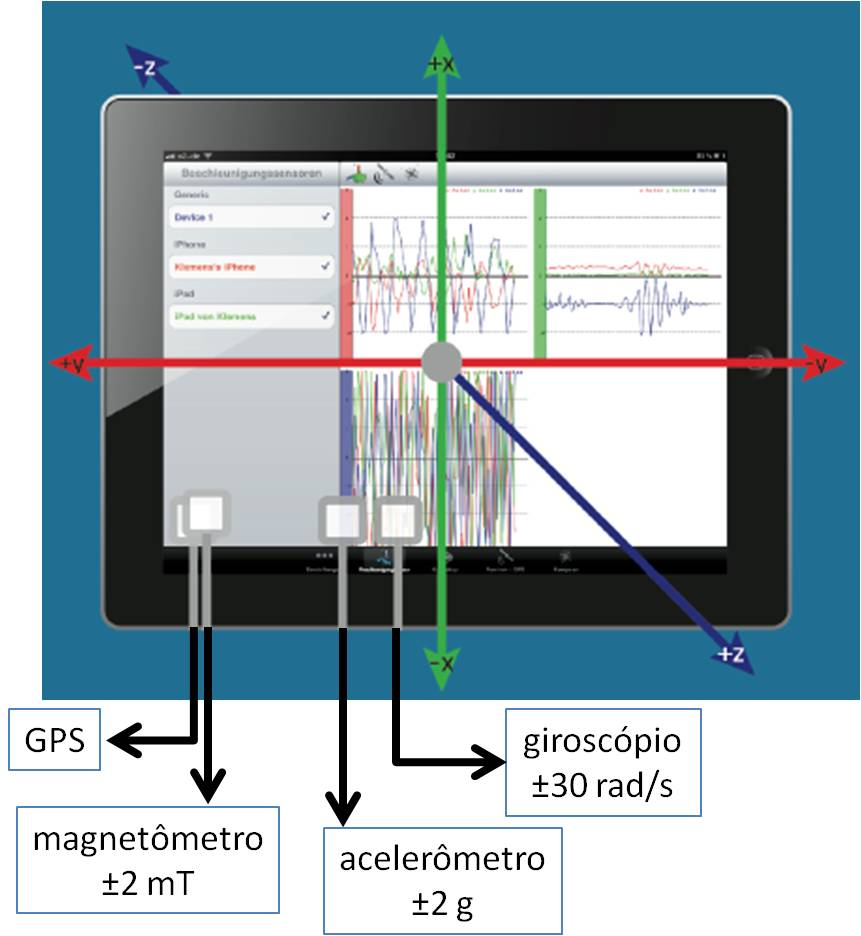 -z
+x
Beschleunigungssensoren
Generic
Device 1
iPhone
Klemens's iPhone
iPad
iPad von Klemens
+y
-y
-x
+z
GPS
magnetômetro
±2 mT
acelerômetro
±2 g
giroscópio
±30 rad/s